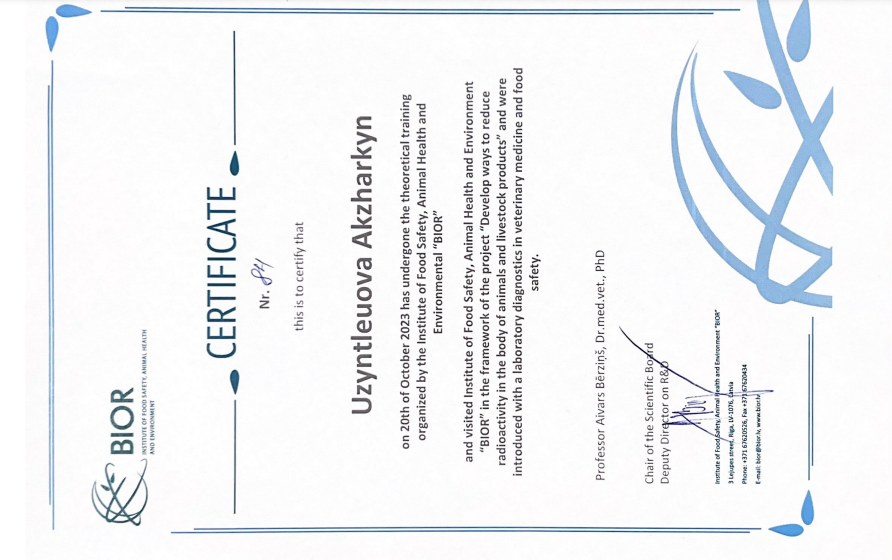 BIOR
INSTITUTE OF FOOD SAFETY, ANIMAL HEALTH
AND ENVIRONMENT
CERTIFICATE
Nr. 84
this is to certify that
Uzyntleuova Akzharkyn
on 20th of October 2023 has undergone the theoretical training
organized by the Institute of Food Safety, Animal Health and
Environmental “BIOR”
and visited Institute of Food Safety, Animal Health and Environment
“BIOR” in the framework of the project “Develop ways to reduce
radioactivity in the body of animals and livestock products” and were
introduced with a laboratory diagnostics in veterinary medicine and food
safety.
Professor Aivars Bērziņš, Dr.med.vet., PhD
Chair of the Scientific Board
Deputy Director on R&D
Institute of Food Safety, Animal Health and Environment "BIOR"
3 Lejupes street, Riga, LV-1076, Latvia
Phone: +371 67620526, Fax +371 67620434
E-mail: bior@bior.lv, www.bior.lv